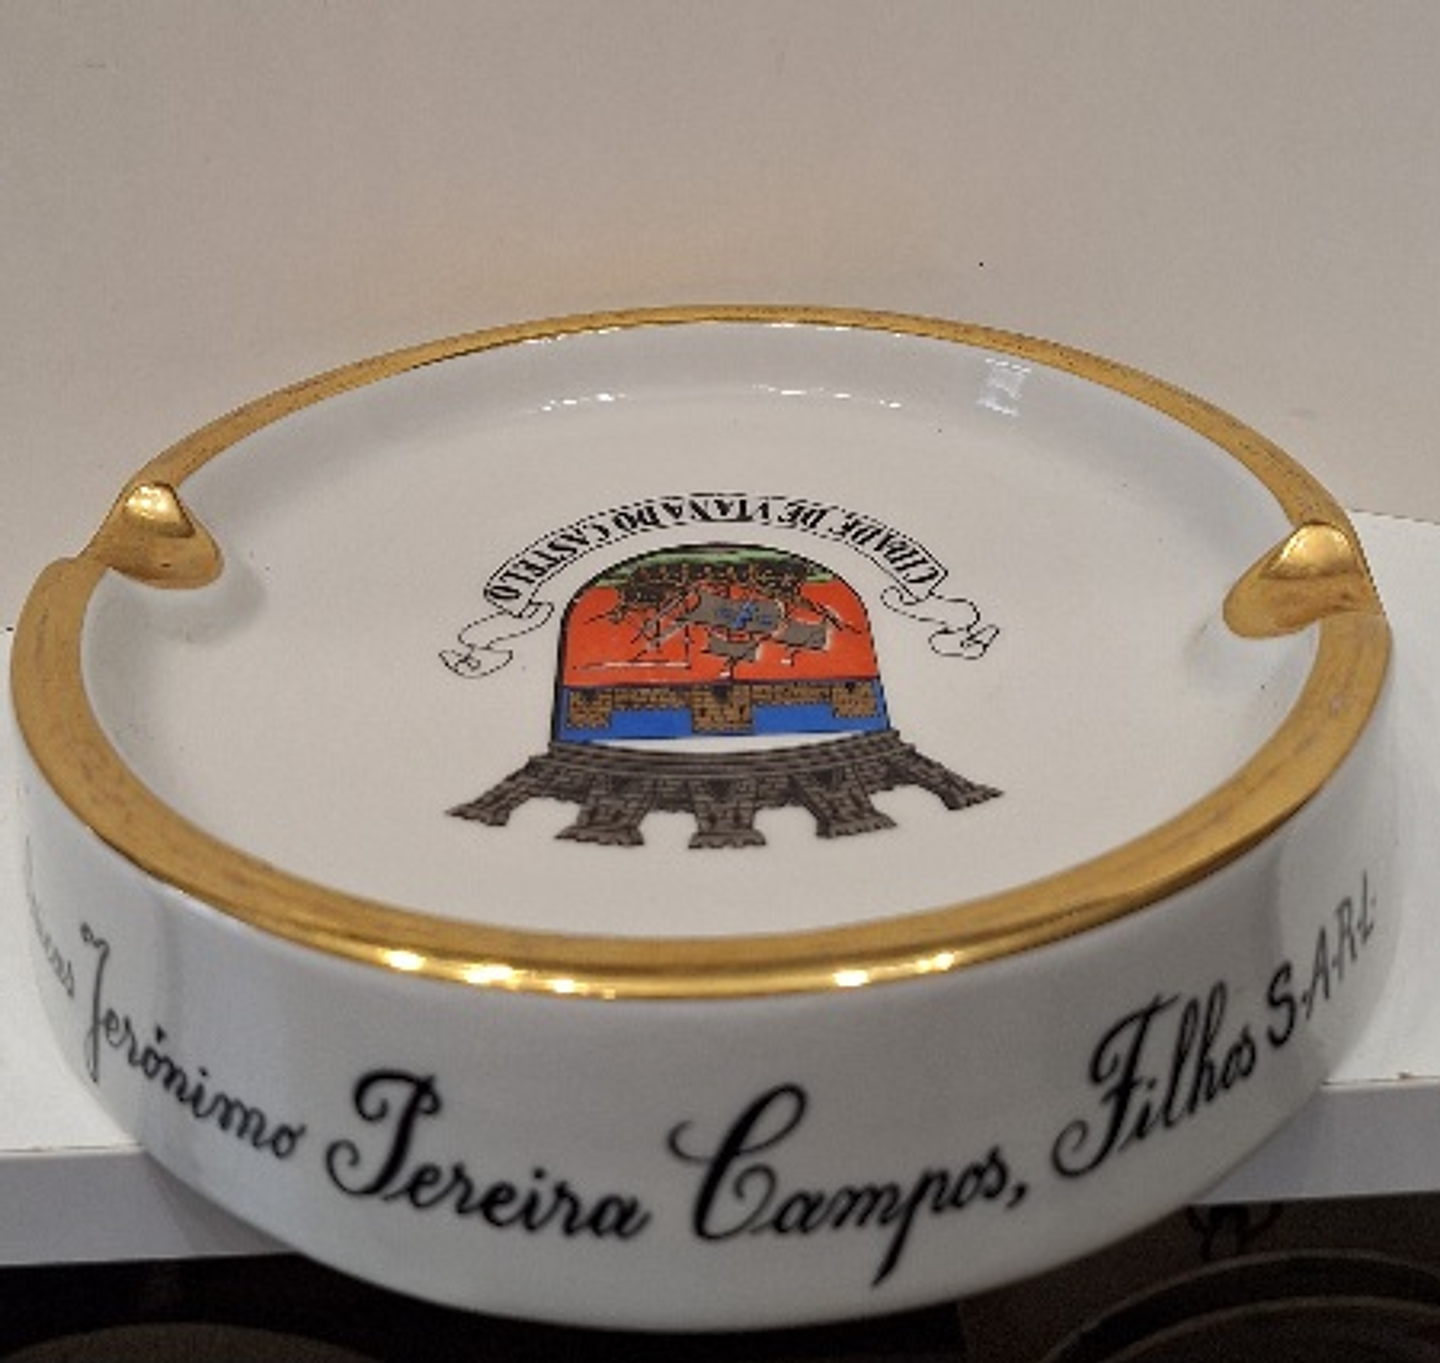 CIDADE DE VIANA DO CASTELO
Jerónimo Pereira Campos, Filhos S.A.R.L.